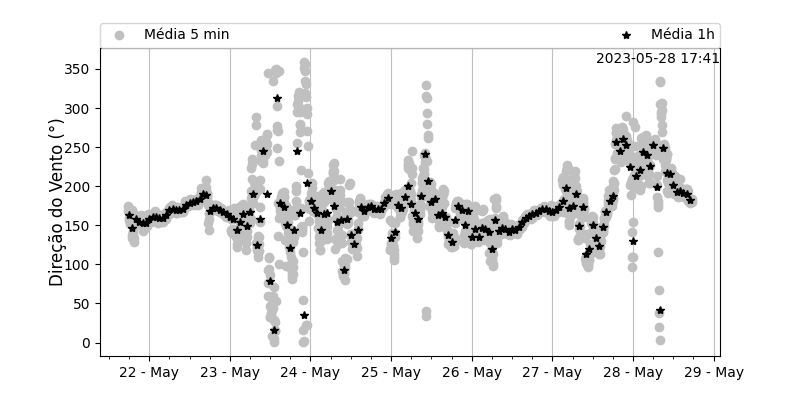 Média 5 min
Média 1h
2023-05-28 17:41
Direção do Vento (°)
350
300
250
200
150
100
50
0
22 - May
23 - May
24 - May
25 - May
26 - May
27 - May
28 - May
29 - May